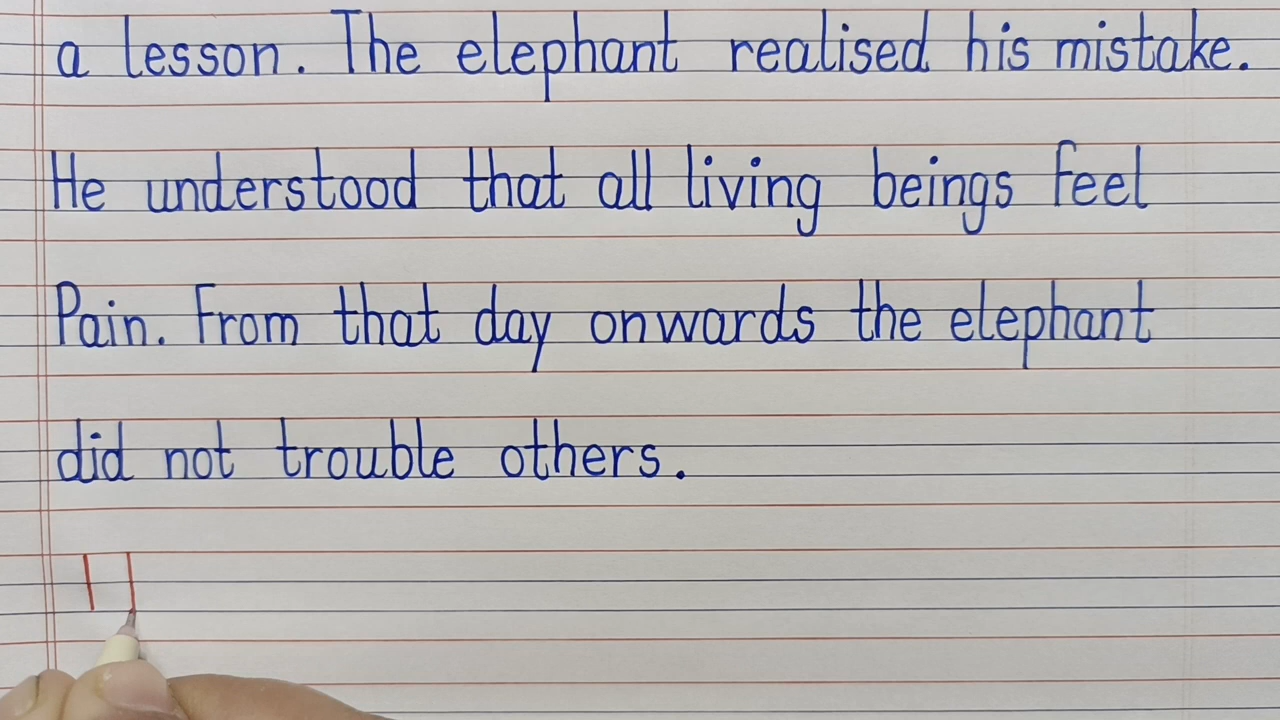 a lesson. The elephant realised his mistake.
He understood that all living beings feel
Pain. From that day onwards the elephant
did not trouble others.